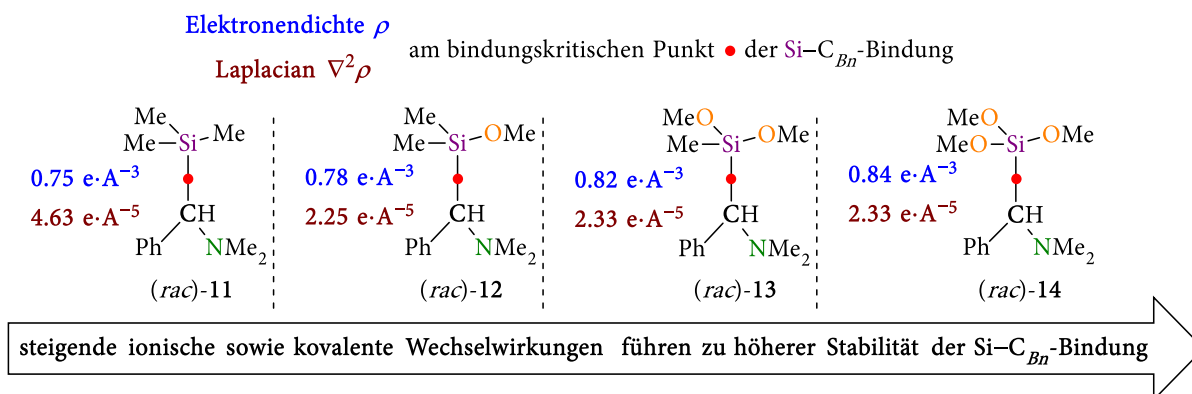 Elektronendichte ρ
Laplacian ∇²ρ
am bindungskritischen Punkt • der Si–C_Bn-Bindung
Me
Me
Me
Si
0.75 e·A⁻³
4.63 e·A⁻⁵
CH
Ph
NMe₂
(rac)-11
Me
Me
Si
OMe
0.78 e·A⁻³
2.25 e·A⁻⁵
CH
Ph
NMe₂
(rac)-12
MeO
Me
Si
OMe
0.82 e·A⁻³
2.33 e·A⁻⁵
CH
Ph
NMe₂
(rac)-13
MeO
MeO
Si
OMe
0.84 e·A⁻³
2.33 e·A⁻⁵
CH
Ph
NMe₂
(rac)-14
steigende ionische sowie kovalente Wechselwirkungen führen zu höherer Stabilität der Si–C_Bn-Bindung